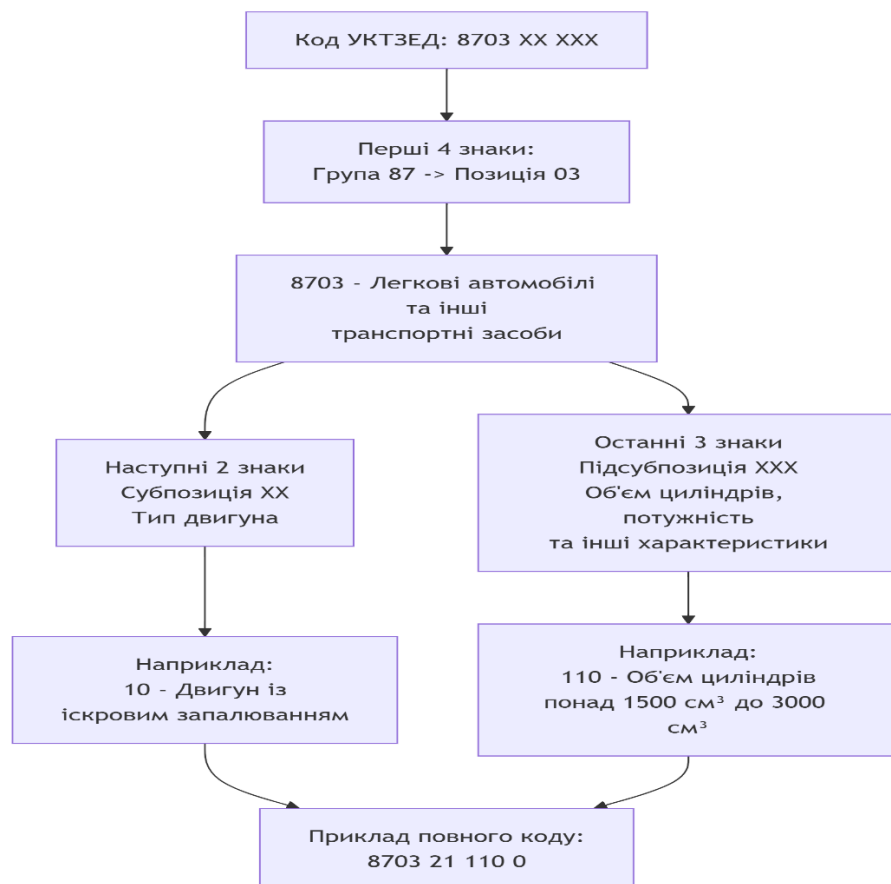 Код УКТЗЕД: 8703 XX XXX
Перші 4 знаки:
Група 87 -> Позиція 03
8703 - Легкові автомобілі
та інші
транспортні засоби
Наступні 2 знаки
Субпозиція XX
Тип двигуна
Останні 3 знаки
Підсубпозиція XXX
Об'єм циліндрів,
потужність
та інші характеристики
Наприклад:
10 - Двигун із
іскровим запалюванням
Наприклад:
110 - Об'єм циліндрів
понад 1500 см³ до 3000
см³
Приклад повного коду:
8703 21 110 0